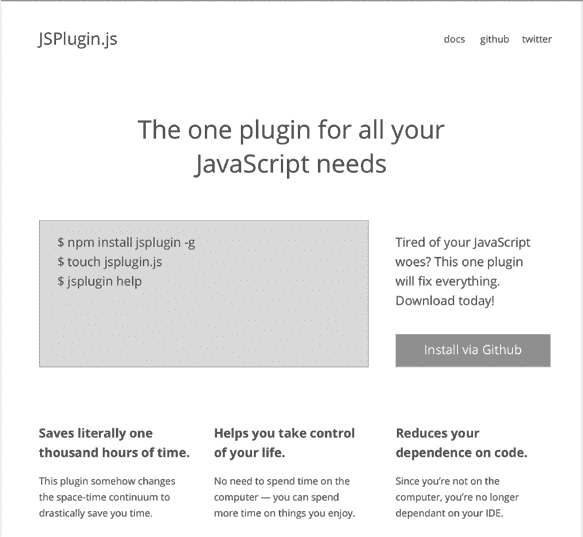 JSPlugin.js
docs github twitter
The one plugin for all your
JavaScript needs
$ npm install jsplugin -g
$ touch jsplugin.js
$ jsplugin help
Tired of your JavaScript
woes? This one plugin
will fix everything.
Download today!
Install via Github
Saves literally one
thousand hours of time.
This plugin somehow changes
the space-time continuum to
drastically save you time.
Helps you take control
of your life.
No need to spend time on the
computer — you can spend
more time on things you enjoy.
Reduces your
dependence on code.
Since you’re not on the
computer, you’re no longer
dependant on your IDE.